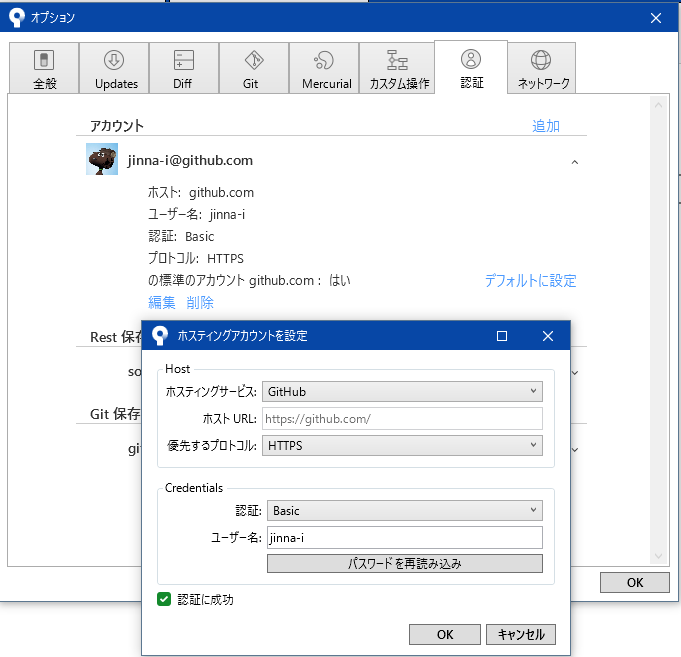 オプション
全般
Updates
Diff
Git
Mercurial
カスタム操作
認証
ネットワーク
アカウント
追加
jinna-i@github.com
ホスト: github.com
ユーザー名: jinna-i
認証: Basic
プロトコル: HTTPS
の標準のアカウント github.com : はい
デフォルトに設定
編集 削除
Rest 保存
so
Git 保存
gi
ホスティングアカウントを設定
Host
ホスティングサービス: GitHub
ホスト URL: https://github.com/
優先するプロトコル: HTTPS
Credentials
認証: Basic
ユーザー名: jinna-i
パスワードを再読み込み
認証に成功
OK
キャンセル
OK